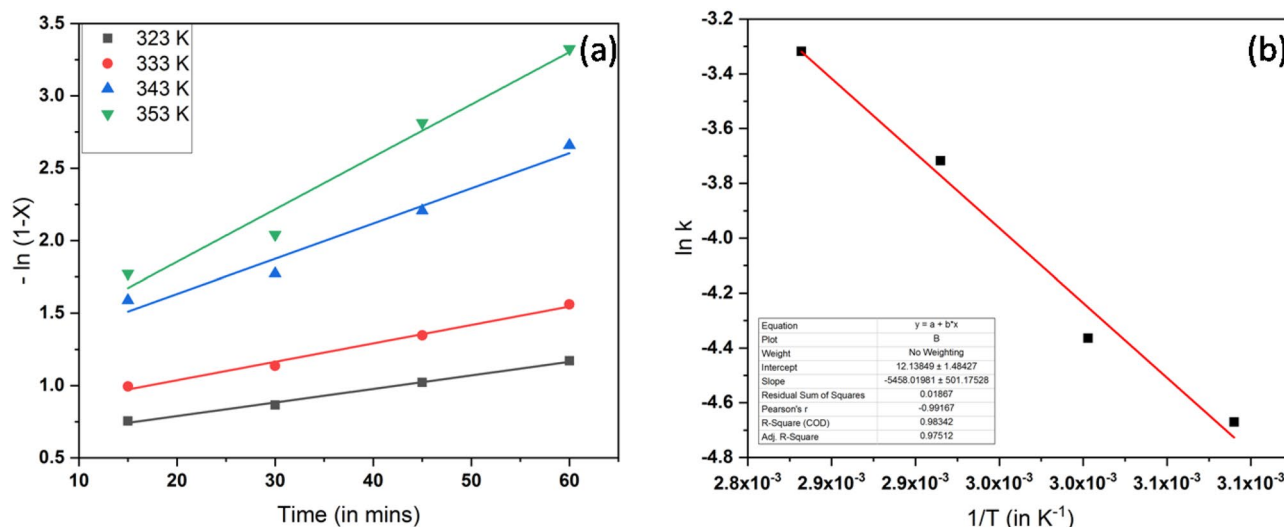 (a)
323 K
333 K
343 K
353 K
3.5
3.0
2.5
2.0
1.5
1.0
0.5
- ln (1-X)
10 20 30 40 50 60
Time (in mins)
(b)
-3.2
-3.4
-3.6
-3.8
-4.0
-4.2
-4.4
-4.6
-4.8
ln k
Equation y = a + b*x
Plot B
Weight No Weighting
Intercept 12.13849 ± 1.48427
Slope -5458.01981 ± 501.17528
Residual Sum of Squares 0.01867
Pearson's r -0.99167
R-Square (COD) 0.98342
Adj. R-Square 0.97512
2.8x10⁻³ 2.9x10⁻³ 2.9x10⁻³ 3.0x10⁻³ 3.0x10⁻³ 3.1x10⁻³ 3.1x10⁻³
1/T (in K⁻¹)